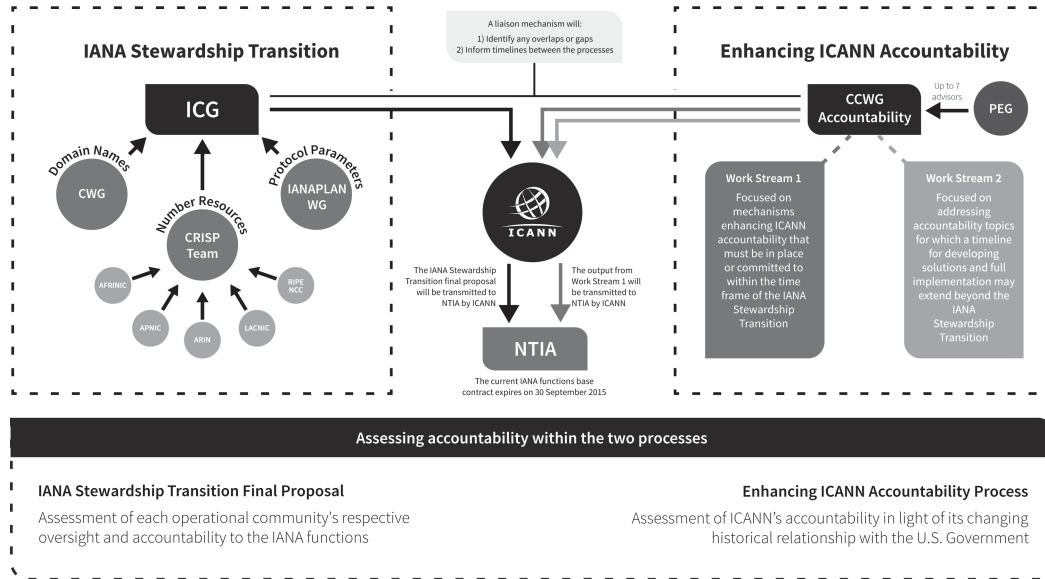 A liaison mechanism will:
1) Identify any overlaps or gaps
2) Inform timelines between the processes
IANA Stewardship Transition
ICG
Domain Names
CWG
Number Resources
CRISP
Team
Protocol Parameters
IANAPLAN
WG
AFRINIC
APNIC
ARIN
LACNIC
RIPE
NCC
ICANN
The IANA Stewardship
Transition final proposal
will be transmitted to
NTIA by ICANN
The output from
Work Stream 1 will
be transmitted to
NTIA by ICANN
NTIA
The current IANA functions base
contract expires on 30 September 2015
Enhancing ICANN Accountability
CCWG
Accountability
Up to 7
advisors
PEG
Work Stream 1
Focused on
mechanisms
enhancing ICANN
accountability that
must be in place
or committed to
within the time
frame of the IANA
Stewardship
Transition
Work Stream 2
Focused on
addressing
accountability topics
for which a timeline
for developing
solutions and full
implementation may
extend beyond the
IANA
Stewardship
Transition
Assessing accountability within the two processes
IANA Stewardship Transition Final Proposal
Assessment of each operational community's respective
oversight and accountability to the IANA functions
Enhancing ICANN Accountability Process
Assessment of ICANN's accountability in light of its changing
historical relationship with the U.S. Government